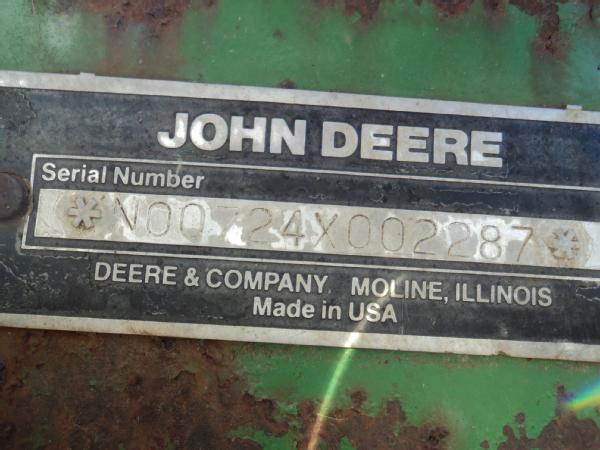 JOHN DEERE
Serial Number
*N00724X002287*
DEERE & COMPANY MOLINE, ILLINOIS
Made in USA